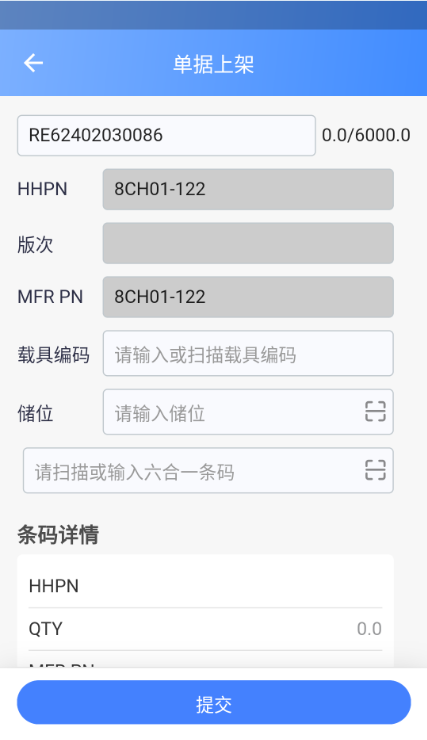 单据上架
RE62402030086 0.0/6000.0
HHPN 8CH01-122
版次
MFR PN 8CH01-122
载具编码 请输入或扫描载具编码
储位 请输入储位
请扫描或输入六合一条码
条码详情
HHPN
QTY 0.0
MFR PN
提交